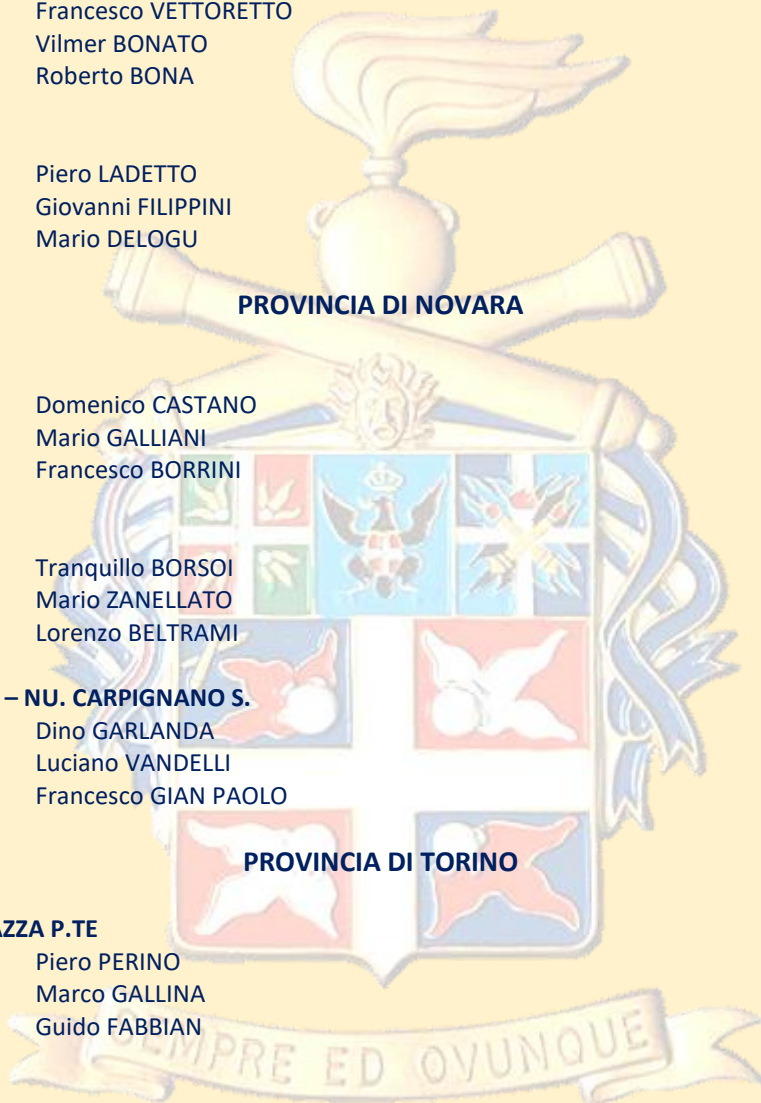 Francesco VETTORETTO
Vilmer BONATO
Roberto BONA
Piero LADETTO
Giovanni FILIPPINI
Mario DELOGU
PROVINCIA DI NOVARA
Domenico CASTANO
Mario GALLIANI
Francesco BORRINI
Tranquillo BORSOI
Mario ZANELLATO
Lorenzo BELTRAMI
– NU. CARPIGNANO S.
Dino GARLANDA
Luciano VANDELLI
Francesco GIAN PAOLO
PROVINCIA DI TORINO
AZZA P.TE
Piero PERINO
Marco GALLINA
Guido FABBIAN
SEMPRE ED OVUNQUE